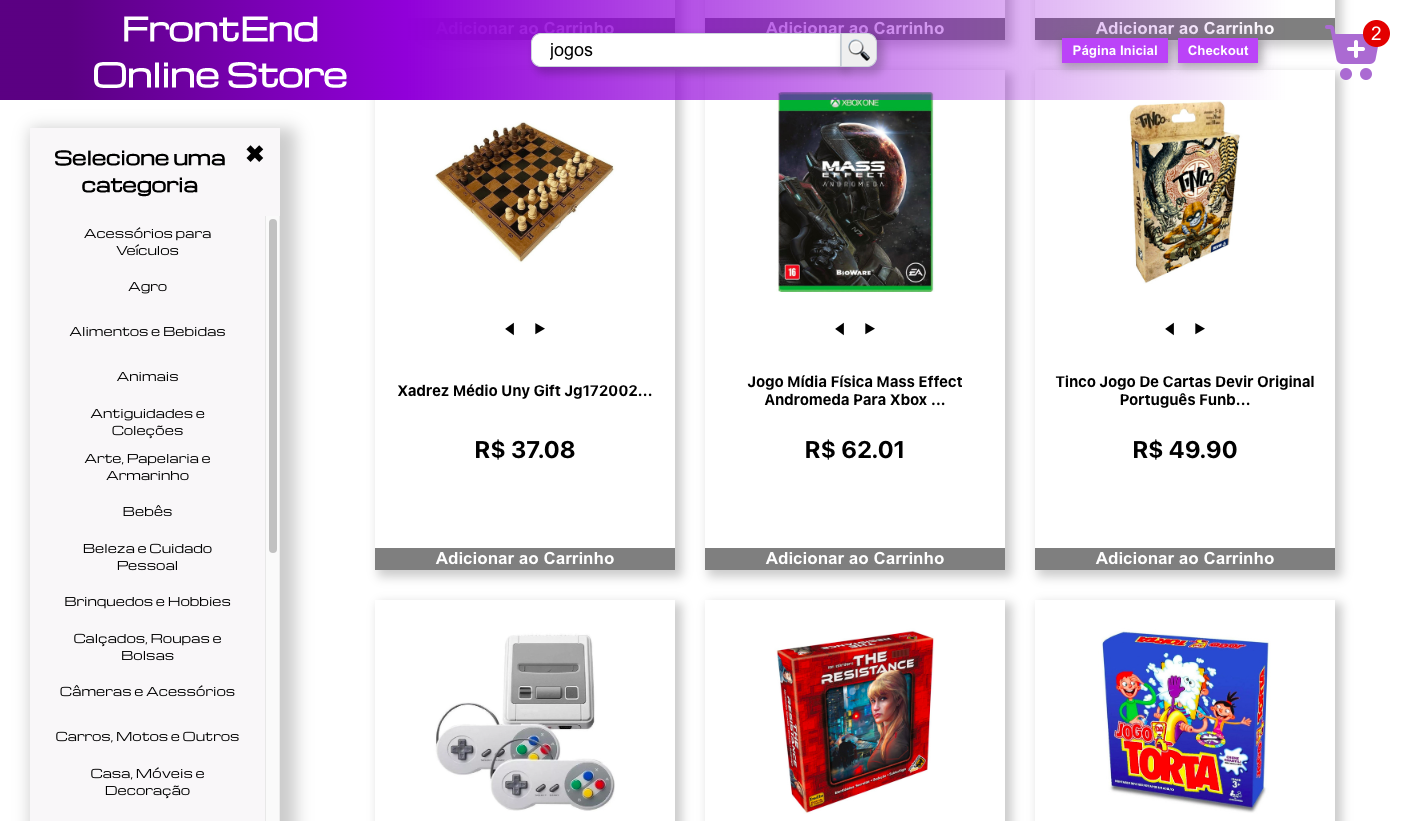 FrontEnd
Online Store
jogos
Adicionar ao Carrinho
Adicionar ao Carrinho
Adicionar ao Carrinho
Página Inicial
Checkout
2
Selecione uma
categoria
✖
Acessórios para
Veículos
Agro
Alimentos e Bebidas
Animais
Antiguidades e
Coleções
Arte, Papelaria e
Armarinho
Bebês
Beleza e Cuidado
Pessoal
Brinquedos e Hobbies
Calçados, Roupas e
Bolsas
Câmeras e Acessórios
Carros, Motos e Outros
Casa, Móveis e
Decoração
XBOX ONE
MASS
EFFECT
ANDROMEDA
16
BIOWARE
EA
TINCO
TINCO
Xadrez Médio Uny Gift Jg172002...
R$ 37.08
Adicionar ao Carrinho
Jogo Mídia Física Mass Effect
Andromeda Para Xbox ...
R$ 62.01
Adicionar ao Carrinho
Tinco Jogo De Cartas Devir Original
Português Funb...
R$ 49.90
Adicionar ao Carrinho
THE
RESISTANCE
JOGO
TORTA
3+